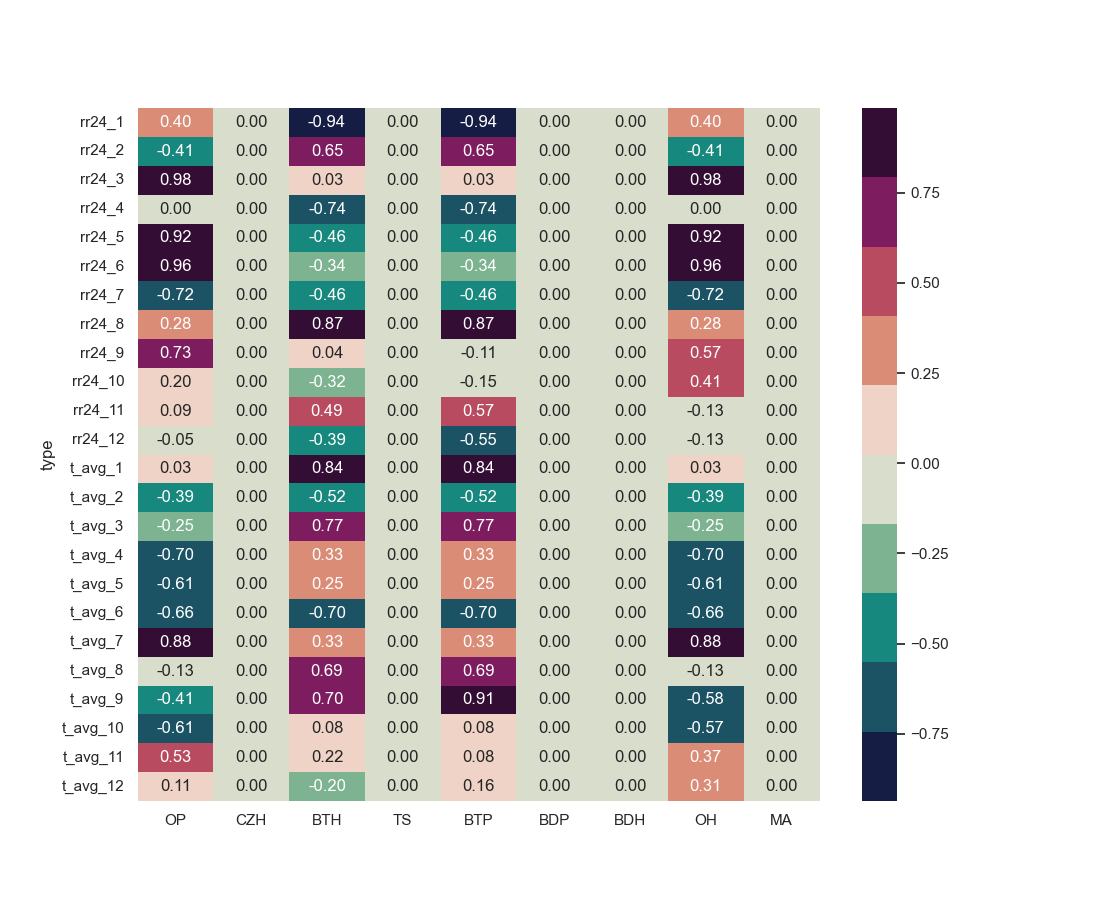 rr24_1 0.40 0.00 -0.94 0.00 -0.94 0.00 0.00 0.40 0.00
rr24_2 -0.41 0.00 0.65 0.00 0.65 0.00 0.00 -0.41 0.00
rr24_3 0.98 0.00 0.03 0.00 0.03 0.00 0.00 0.98 0.00
rr24_4 0.00 0.00 -0.74 0.00 -0.74 0.00 0.00 0.00 0.00
rr24_5 0.92 0.00 -0.46 0.00 -0.46 0.00 0.00 0.92 0.00
rr24_6 0.96 0.00 -0.34 0.00 -0.34 0.00 0.00 0.96 0.00
rr24_7 -0.72 0.00 -0.46 0.00 -0.46 0.00 0.00 -0.72 0.00
rr24_8 0.28 0.00 0.87 0.00 0.87 0.00 0.00 0.28 0.00
rr24_9 0.73 0.00 0.04 0.00 -0.11 0.00 0.00 0.57 0.00
rr24_10 0.20 0.00 -0.32 0.00 -0.15 0.00 0.00 0.41 0.00
rr24_11 0.09 0.00 0.49 0.00 0.57 0.00 0.00 -0.13 0.00
rr24_12 -0.05 0.00 -0.39 0.00 -0.55 0.00 0.00 -0.13 0.00
t_avg_1 0.03 0.00 0.84 0.00 0.84 0.00 0.00 0.03 0.00
t_avg_2 -0.39 0.00 -0.52 0.00 -0.52 0.00 0.00 -0.39 0.00
t_avg_3 -0.25 0.00 0.77 0.00 0.77 0.00 0.00 -0.25 0.00
t_avg_4 -0.70 0.00 0.33 0.00 0.33 0.00 0.00 -0.70 0.00
t_avg_5 -0.61 0.00 0.25 0.00 0.25 0.00 0.00 -0.61 0.00
t_avg_6 -0.66 0.00 -0.70 0.00 -0.70 0.00 0.00 -0.66 0.00
t_avg_7 0.88 0.00 0.33 0.00 0.33 0.00 0.00 0.88 0.00
t_avg_8 -0.13 0.00 0.69 0.00 0.69 0.00 0.00 -0.13 0.00
t_avg_9 -0.41 0.00 0.70 0.00 0.91 0.00 0.00 -0.58 0.00
t_avg_10 -0.61 0.00 0.08 0.00 0.08 0.00 0.00 -0.57 0.00
t_avg_11 0.53 0.00 0.22 0.00 0.08 0.00 0.00 0.37 0.00
t_avg_12 0.11 0.00 -0.20 0.00 0.16 0.00 0.00 0.31 0.00
OP CZH BTH TS BTP BDP BDH OH MA
type
0.75
0.50
0.25
0.00
−0.25
−0.50
−0.75